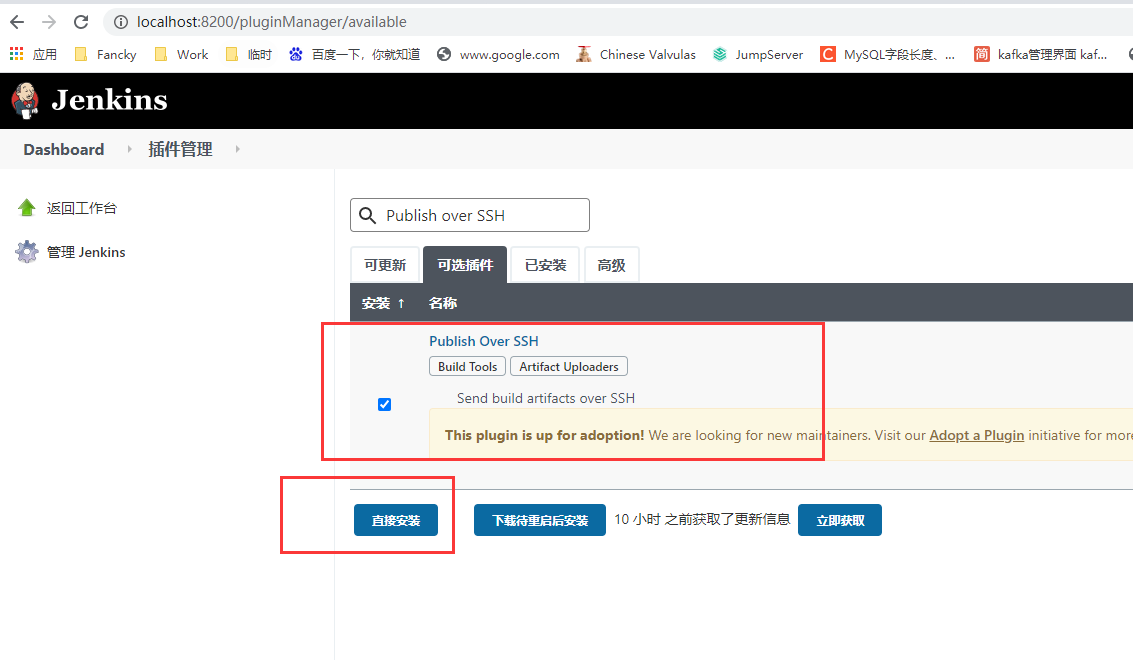 localhost:8200/pluginManager/available
应用 Fancky Work 临时 百度一下，你就知道 www.google.com Chinese Valvulas JumpServer C MySQL字段长度、... 简 kafka管理界面 kaf...
Jenkins
Dashboard 插件管理
返回工作台
管理 Jenkins
Publish over SSH
可更新 可选插件 已安装 高级
安装 ↑ 名称
Publish Over SSH
Build Tools Artifact Uploaders
Send build artifacts over SSH
This plugin is up for adoption! We are looking for new maintainers. Visit our Adopt a Plugin initiative for more
直接安装 下载待重启后安装 10 小时 之前获取了更新信息 立即获取